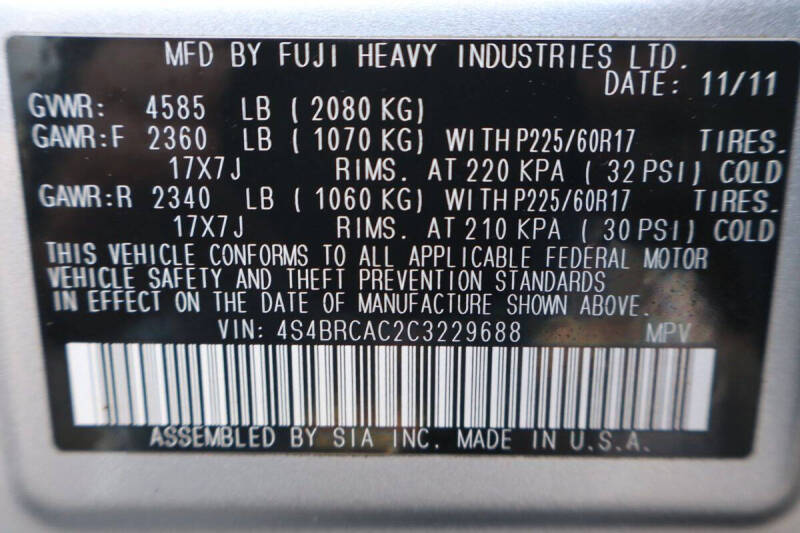 MFD BY FUJI HEAVY INDUSTRIES LTD.
DATE: 11/11
GVWR: 4585 LB ( 2080 KG)
GAWR:F 2360 LB ( 1070 KG) WITH P225/60R17 TIRES.
17X7J RIMS. AT 220 KPA ( 32 PSI) COLD
GAWR:R 2340 LB ( 1060 KG) WITH P225/60R17 TIRES.
17X7J RIMS. AT 210 KPA ( 30 PSI) COLD
THIS VEHICLE CONFORMS TO ALL APPLICABLE FEDERAL MOTOR
VEHICLE SAFETY AND THEFT PREVENTION STANDARDS
IN EFFECT ON THE DATE OF MANUFACTURE SHOWN ABOVE.
VIN: 4S4BRCAC2C3229688 MPV
ASSEMBLED BY SIA INC. MADE IN U.S.A.